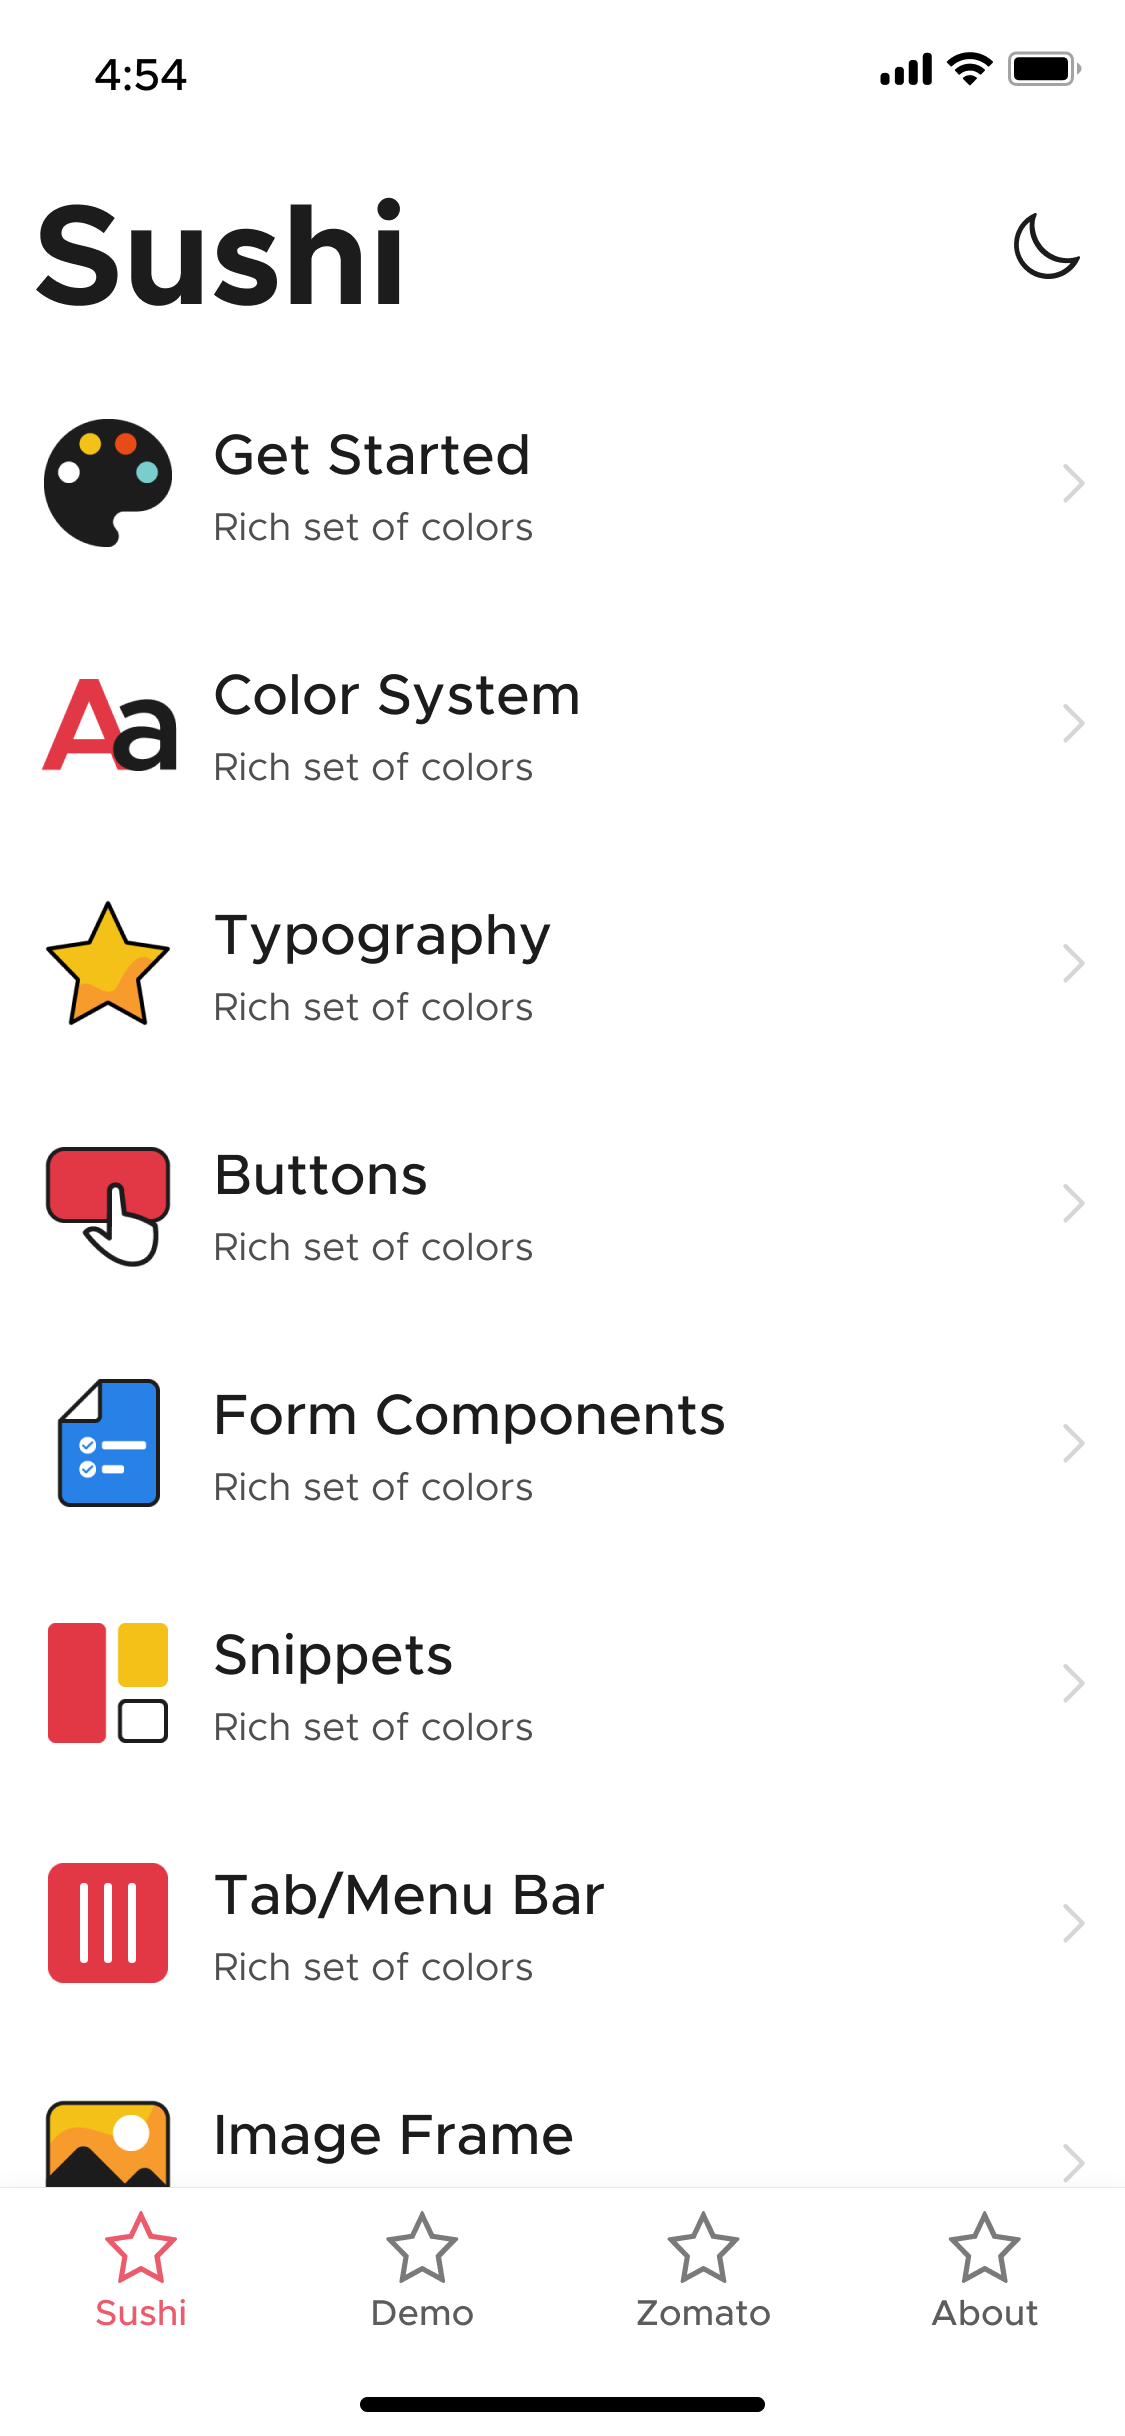 4:54
Sushi
Get Started
Rich set of colors
Aa
Color System
Rich set of colors
Typography
Rich set of colors
Buttons
Rich set of colors
Form Components
Rich set of colors
Snippets
Rich set of colors
Tab/Menu Bar
Rich set of colors
Image Frame
Sushi
Demo
Zomato
About